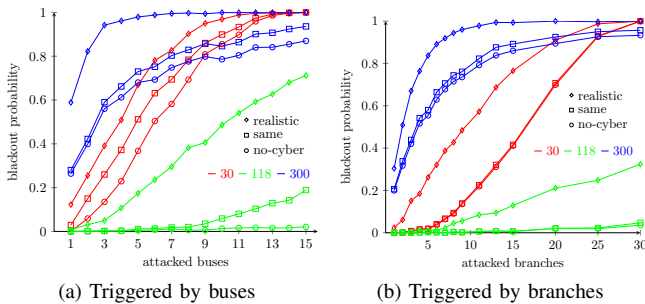 1
0.8
0.6
0.4
0.2
0
blackout probability
realistic
same
no-cyber
30 118 300
1 3 5 7 9 11 13 15
attacked buses
(a) Triggered by buses
1
0.8
0.6
0.4
0.2
0
blackout probability
realistic
same
no-cyber
30 118 300
5 10 15 20 25 30
attacked branches
(b) Triggered by branches